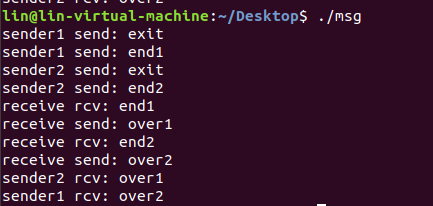 lin@lin-virtual-machine:~/Desktop$ ./msg
sender1 send: exit
sender1 send: end1
sender2 send: exit
sender2 send: end2
receive rcv: end1
receive send: over1
receive rcv: end2
receive send: over2
sender2 rcv: over1
sender1 rcv: over2